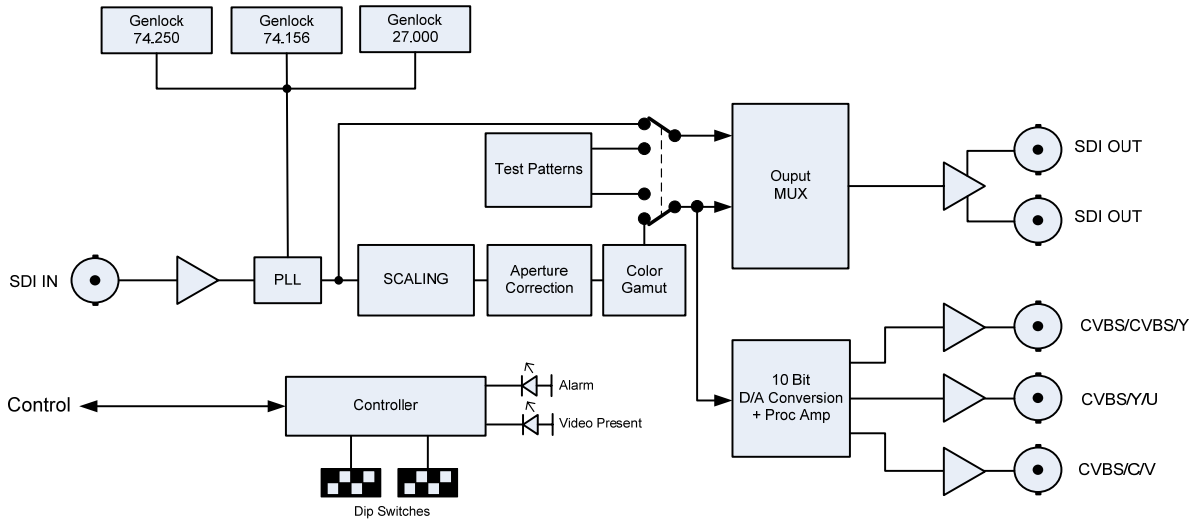 Genlock
74.250
Genlock
74.156
Genlock
27.000
Test Patterns
Ouput
MUX
SDI OUT
SDI OUT
SDI IN
PLL
SCALING
Aperture
Correction
Color
Gamut
CVBS/CVBS/Y
10 Bit
D/A Conversion
+ Proc Amp
CVBS/Y/U
CVBS/C/V
Control
Controller
Alarm
Video Present
Dip Switches